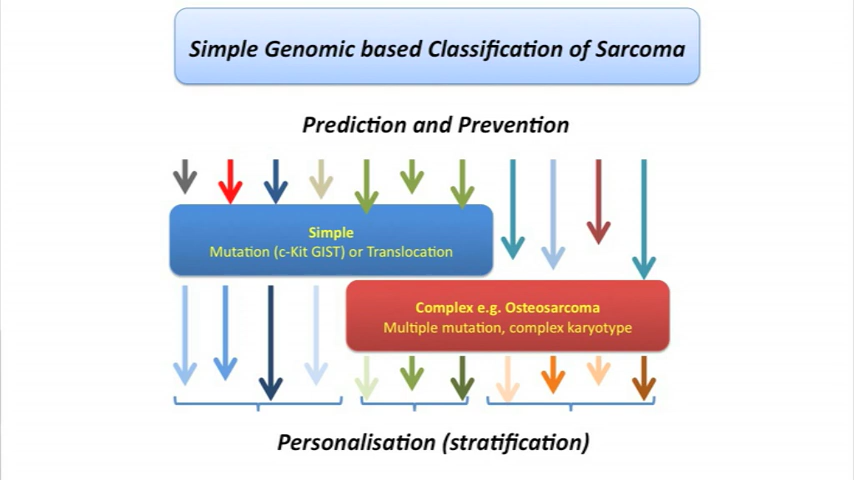 Simple Genomic based Classification of Sarcoma
Prediction and Prevention
Simple
Mutation (c-Kit GIST) or Translocation
Complex e.g. Osteosarcoma
Multiple mutation, complex karyotype
Personalisation (stratification)